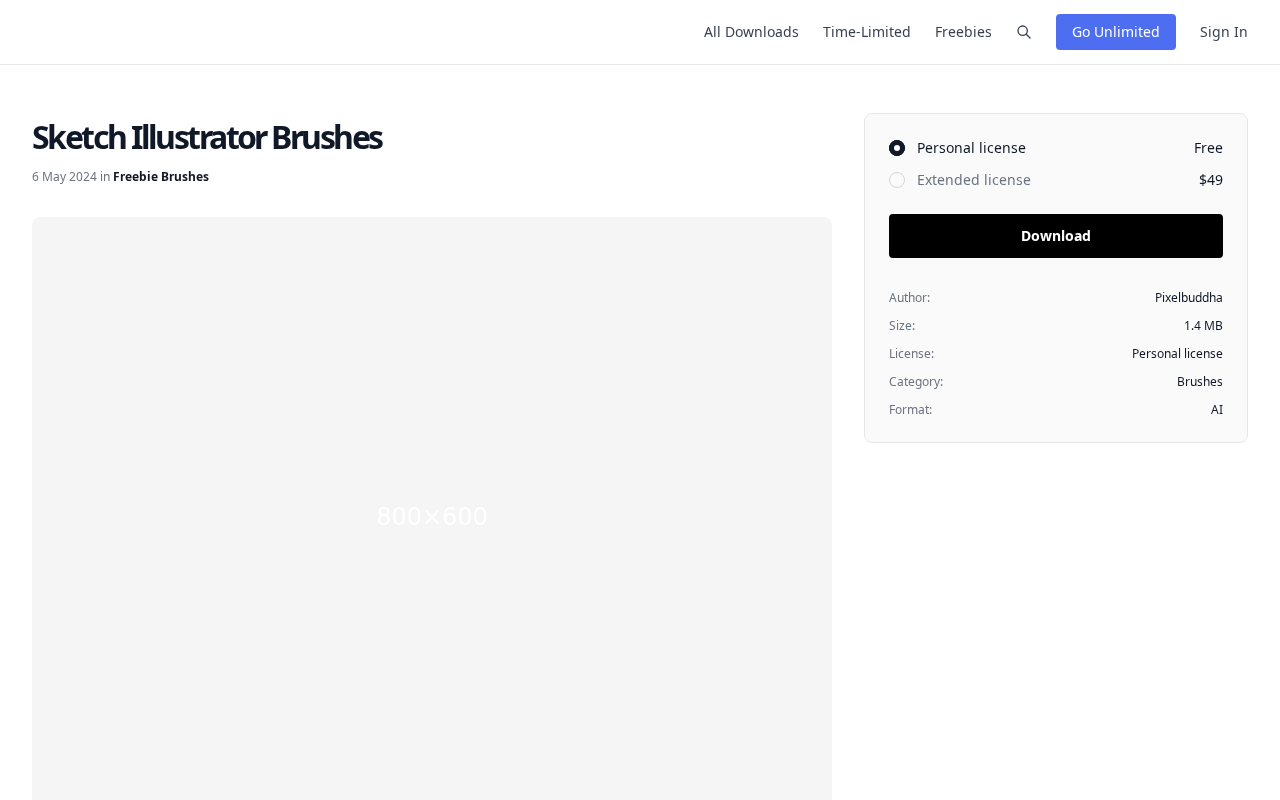 All Downloads
Time-Limited
Freebies
Go Unlimited
Sign In
Sketch Illustrator Brushes
6 May 2024 in Freebie Brushes
800×600
Personal license Free
Extended license $49
Download
Author: Pixelbuddha
Size: 1.4 MB
License: Personal license
Category: Brushes
Format: AI